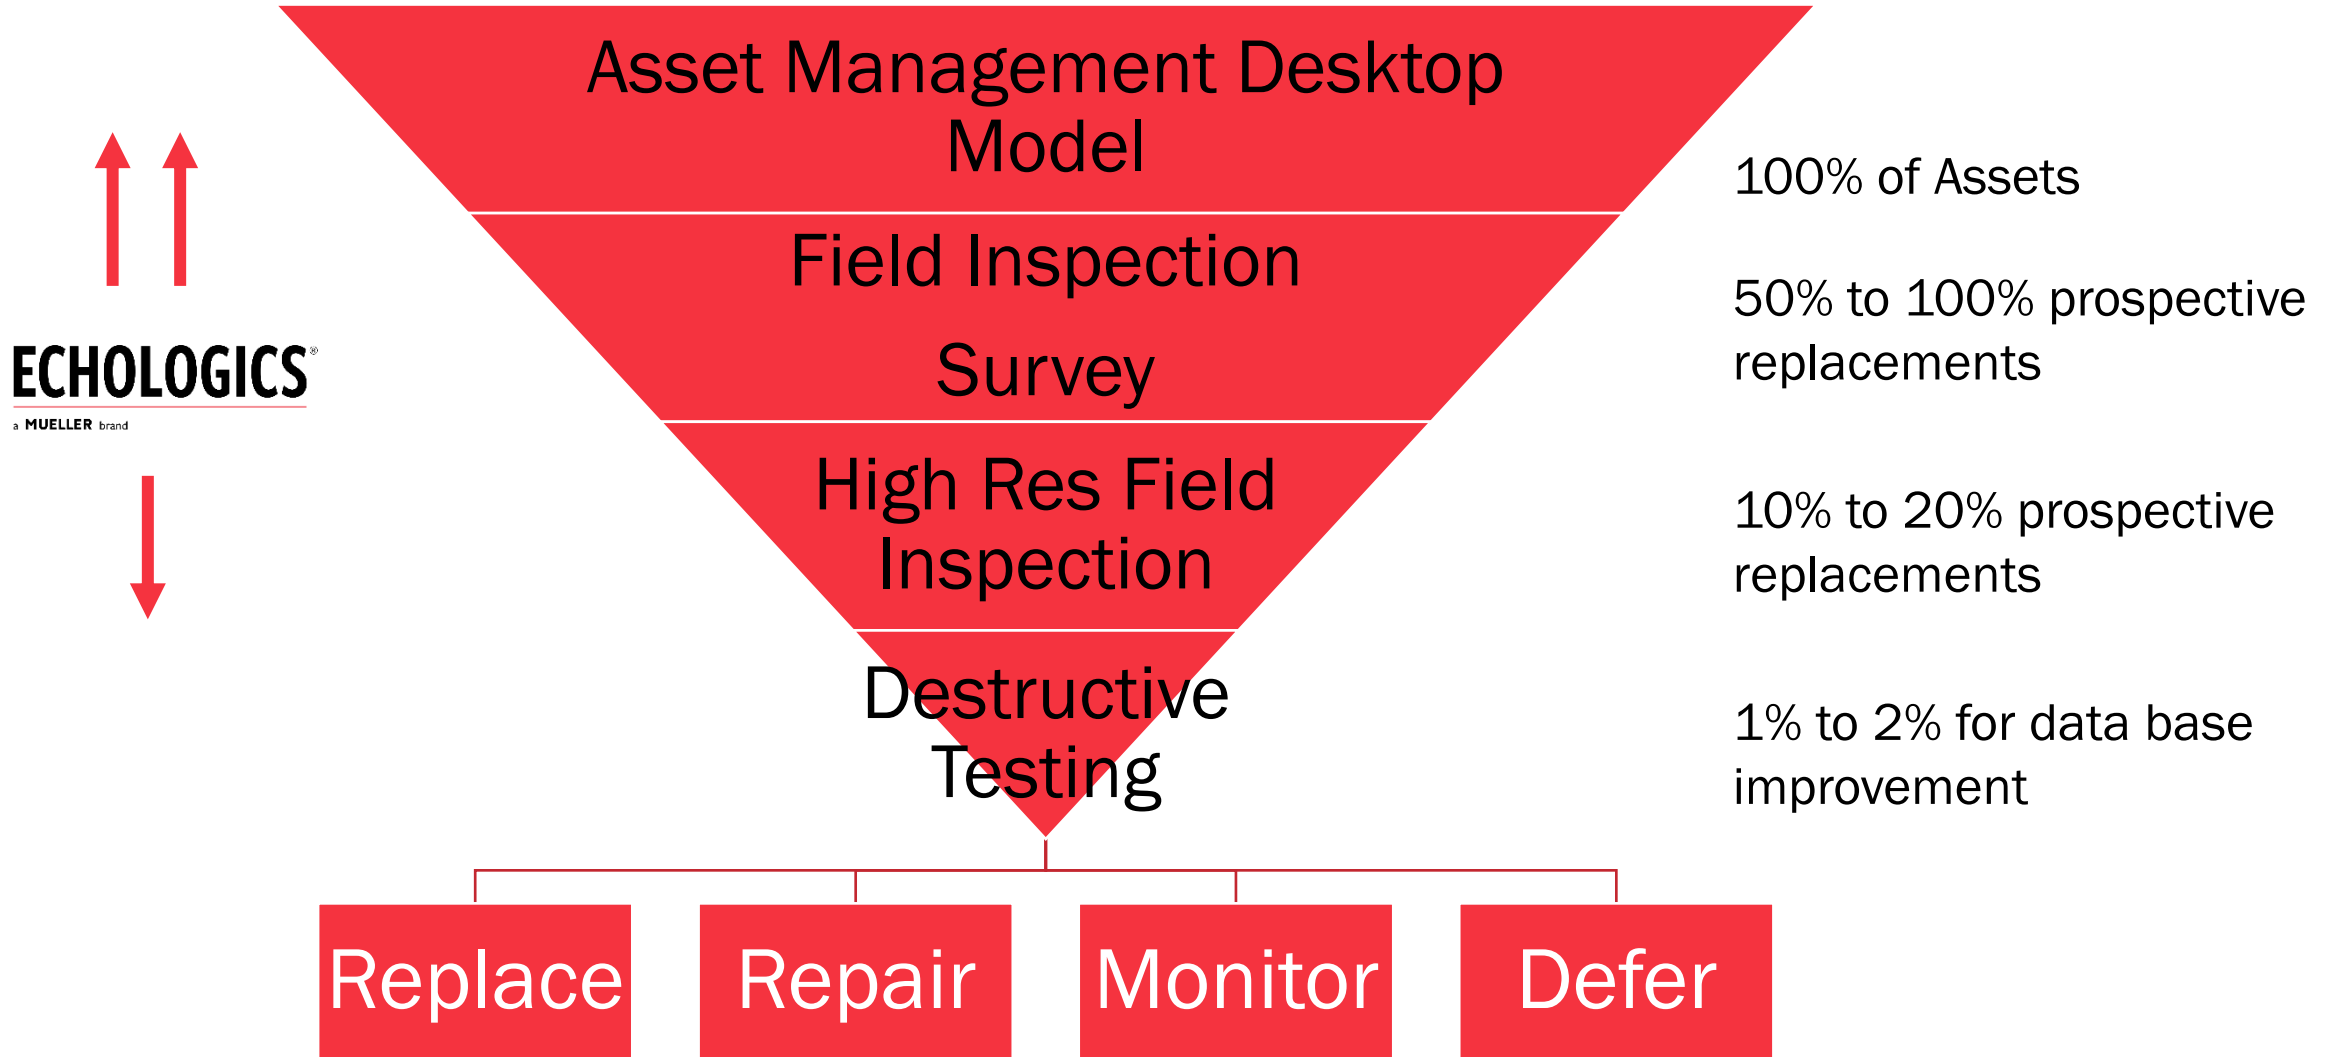 Asset Management Desktop
Model
100% of Assets
Field Inspection
Survey
50% to 100% prospective
replacements
ECHOLOGICS®
a MUELLER brand
High Res Field
Inspection
10% to 20% prospective
replacements
Destructive
Testing
1% to 2% for data base
improvement
Replace
Repair
Monitor
Defer